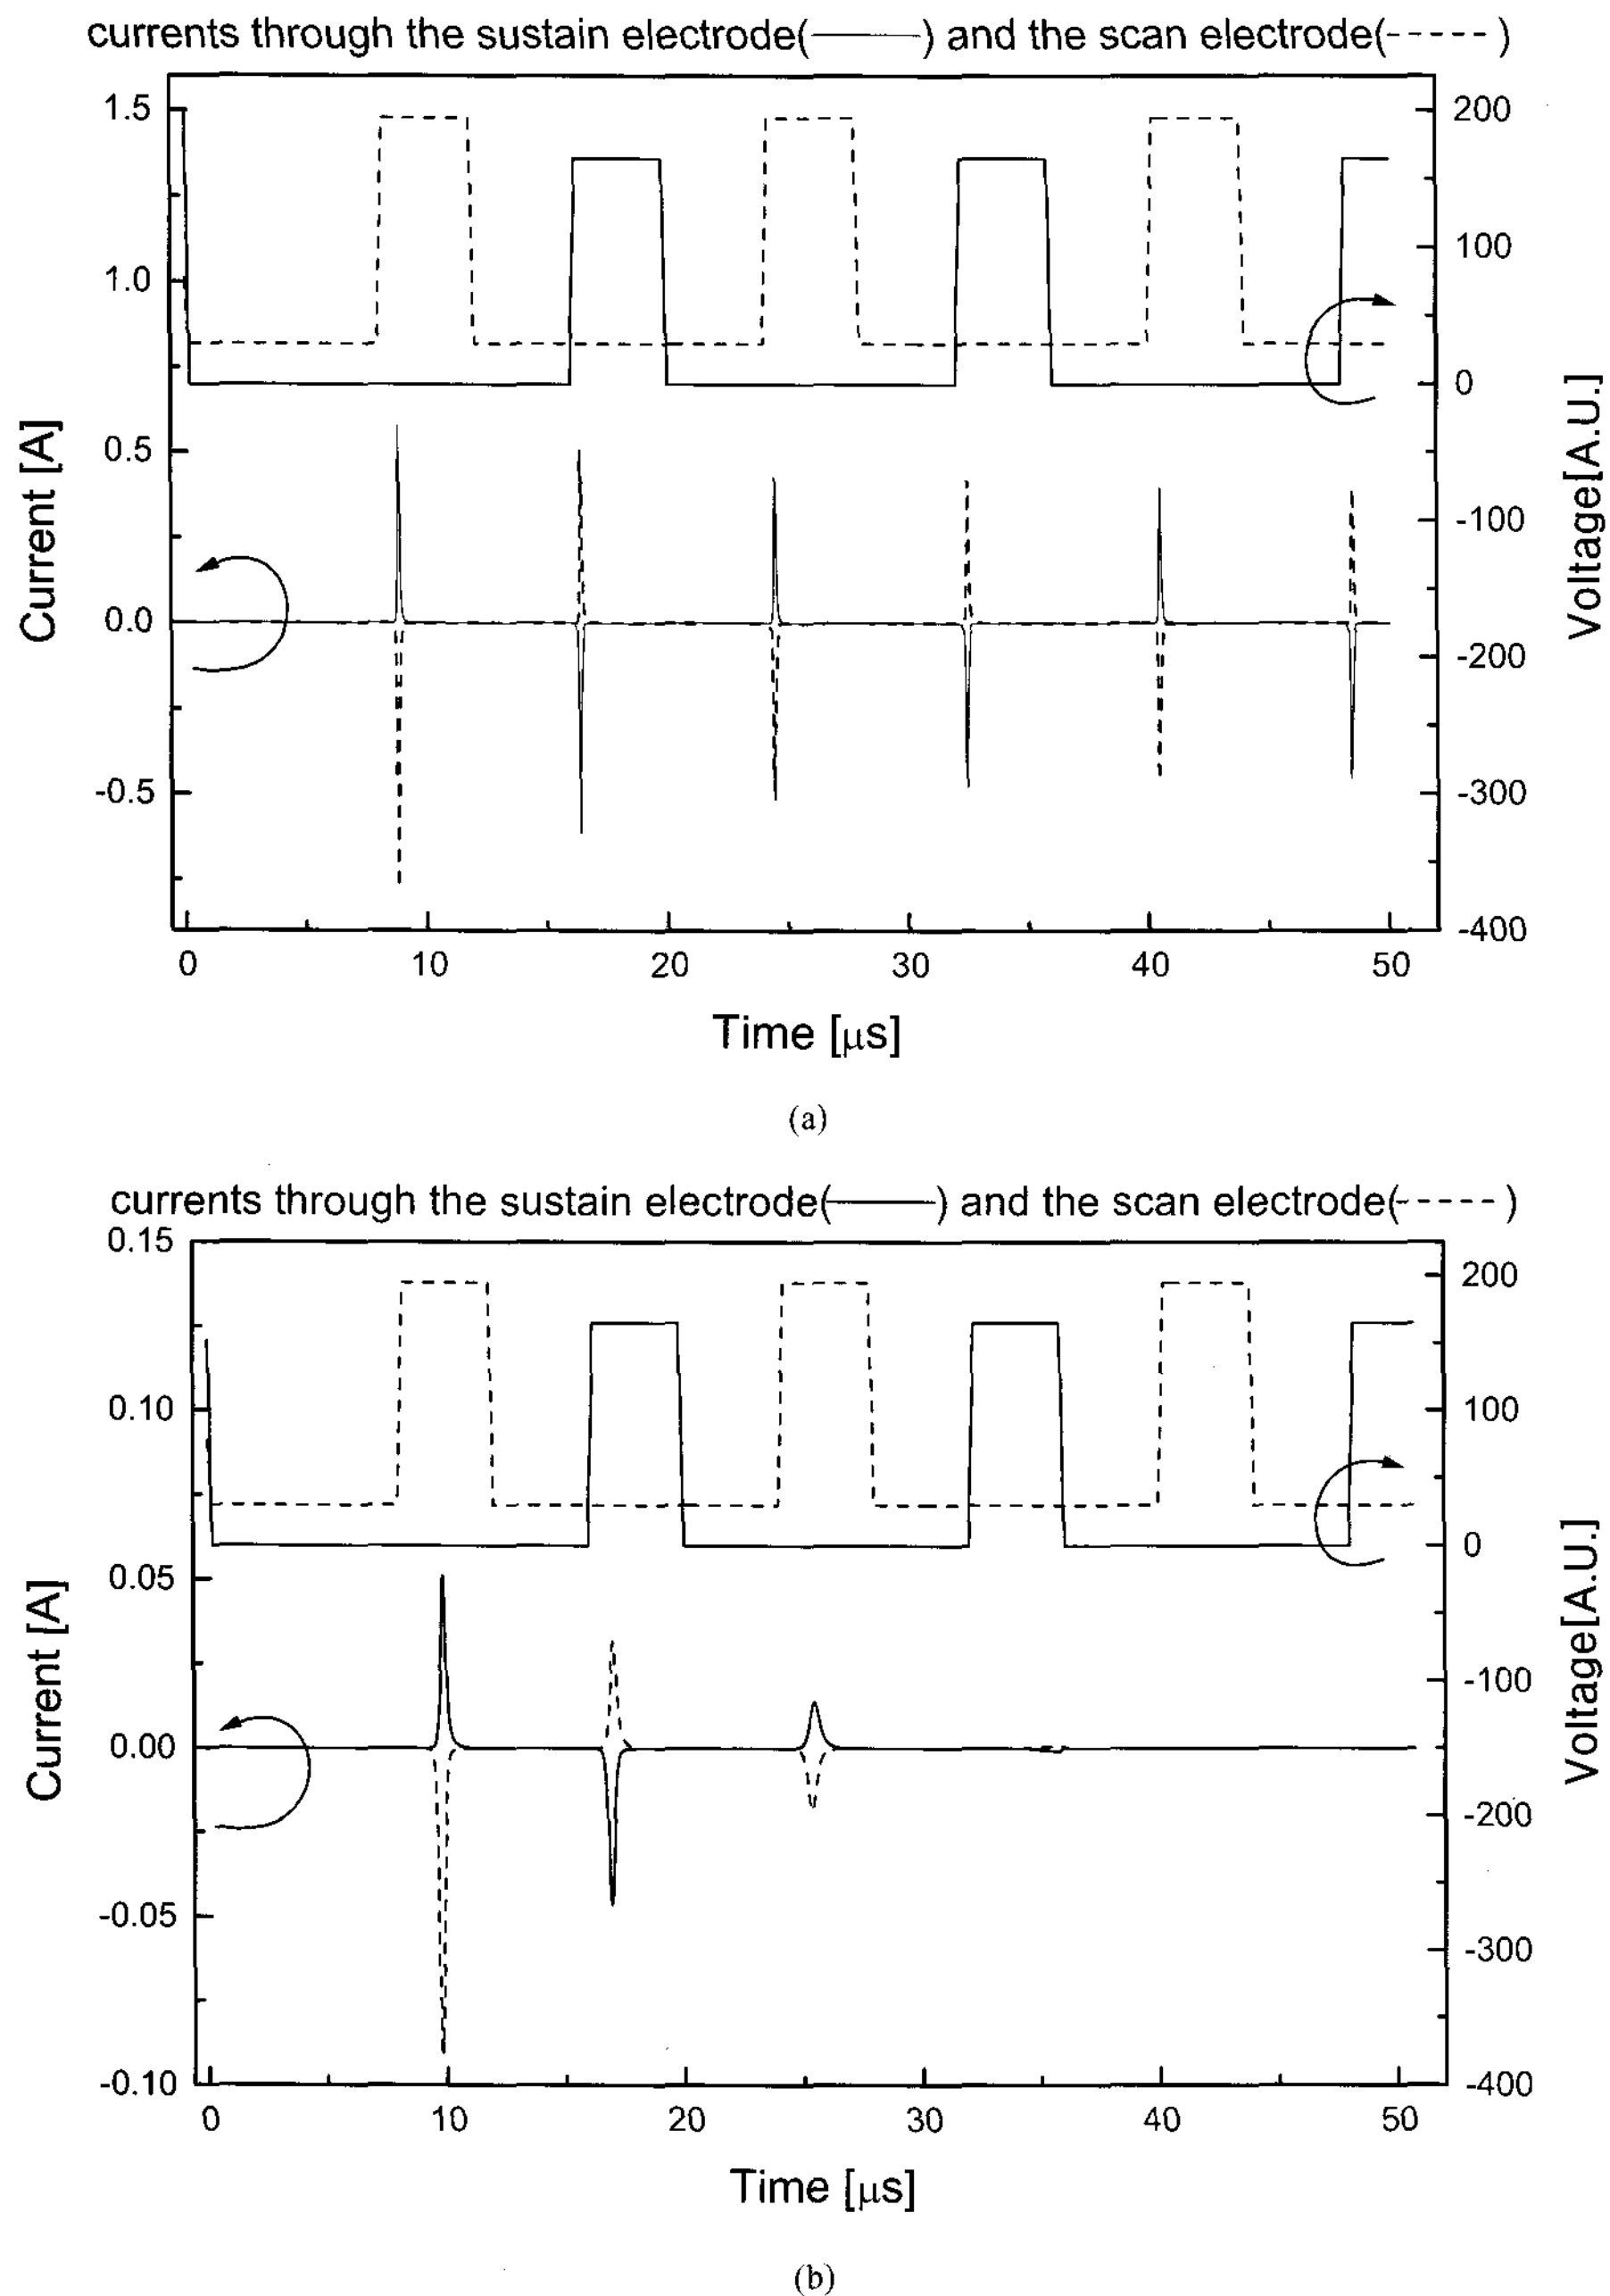 currents through the sustain electrode(———) and the scan electrode(----- )
1.5
1.0
0.5
0.0
-0.5
200
100
0
-100
-200
-300
-400
Current [A]
Voltage[A.U.]
0 10 20 30 40 50
Time [μs]
(a)
currents through the sustain electrode(———) and the scan electrode(----- )
0.15
0.10
0.05
0.00
-0.05
-0.10
200
100
0
-100
-200
-300
-400
Current [A]
Voltage[A.U.]
0 10 20 30 40 50
Time [μs]
(b)